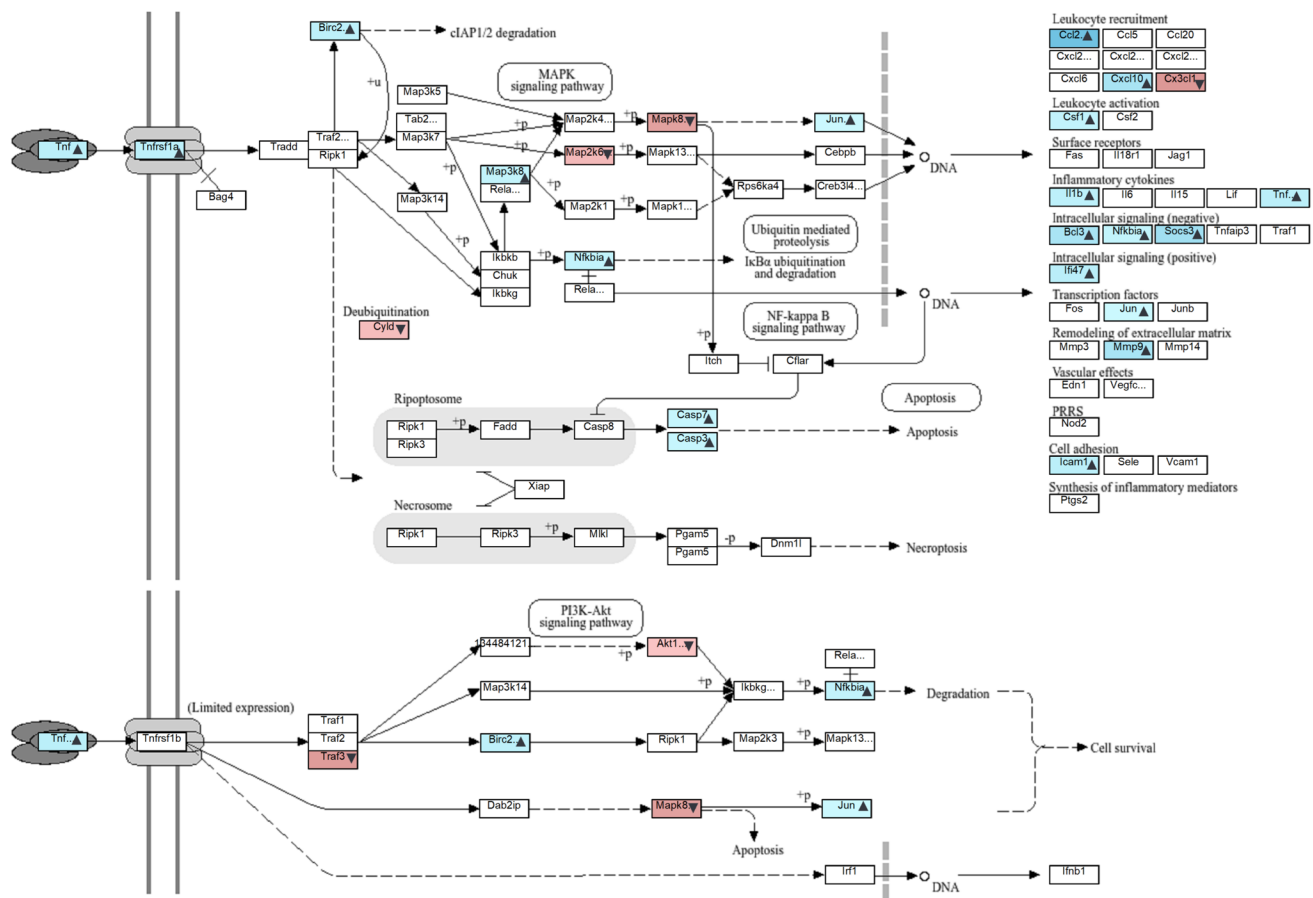 Birc2..
cIAP1/2 degradation
+u
MAPK
signaling pathway
Map3k5
Tab2...
Map3k7
Map2k4...
+p
Mapk8..
Jun..
Tnf..
Tnfrsf1a
Bag4
Tradd
Traf2...
Ripk1
+p
+p
Map2k6
+p
Mapk13...
Cebpb
DNA
+p
Map3k8
Rela...
Map3k14
Map2k1
+p
Mapk1...
Rps6ka4
Creb3l4...
+p
Ikbkb
Chuk
Ikbkg
+p
Nfkbia
Rela...
Ubiquitin mediated
proteolysis
IκBα ubiquitination
and degradation
DNA
NF-kappa B
signaling pathway
Deubiquitination
Cyld
+p
Itch
Cflar
Ripoptosome
Ripk1
Ripk3
+p
Fadd
Casp8
Casp7
Casp3
Apoptosis
Apoptosis
Xiap
Necrosome
Ripk1
Ripk3
+p
Mlkl
Pgam5
Pgam5
-p
Dnm1l
Necroptosis
Leukocyte recruitment
Ccl2.. Ccl5 Ccl20
Cxcl2... Cxcl2... Cxcl2...
Cxcl6 Cxcl10 Cx3cl1
Leukocyte activation
Csf1 Csf2
Surface receptors
Fas Il18r1 Jag1
Inflammatory cytokines
Il1b Il6 Il15 Lif Tnf..
Intracellular signaling (negative)
Bcl3 Nfkbia Socs3 Tnfaip3 Traf1
Intracellular signaling (positive)
Ifi47
Transcription factors
Fos Jun Junb
Remodeling of extracellular matrix
Mmp3 Mmp9 Mmp14
Vascular effects
Edn1 Vegfc...
PRRS
Nod2
Cell adhesion
Icam1 Sele Vcam1
Synthesis of inflammatory mediators
Ptgs2
PI3K-Akt
signaling pathway
+p
Akt1..
Map3k14
+p
Ikbkg...
+p
Rela...
Nfkbia
Degradation
(Limited expression)
Tnf..
Tnfrsf1b
Traf1
Traf2
Traf3
Birc2..
Ripk1
Map2k3
+p
Mapk13...
Cell survival
Dab2ip
Mapk8..
+p
Jun
Apoptosis
Irf1
DNA
Ifnb1